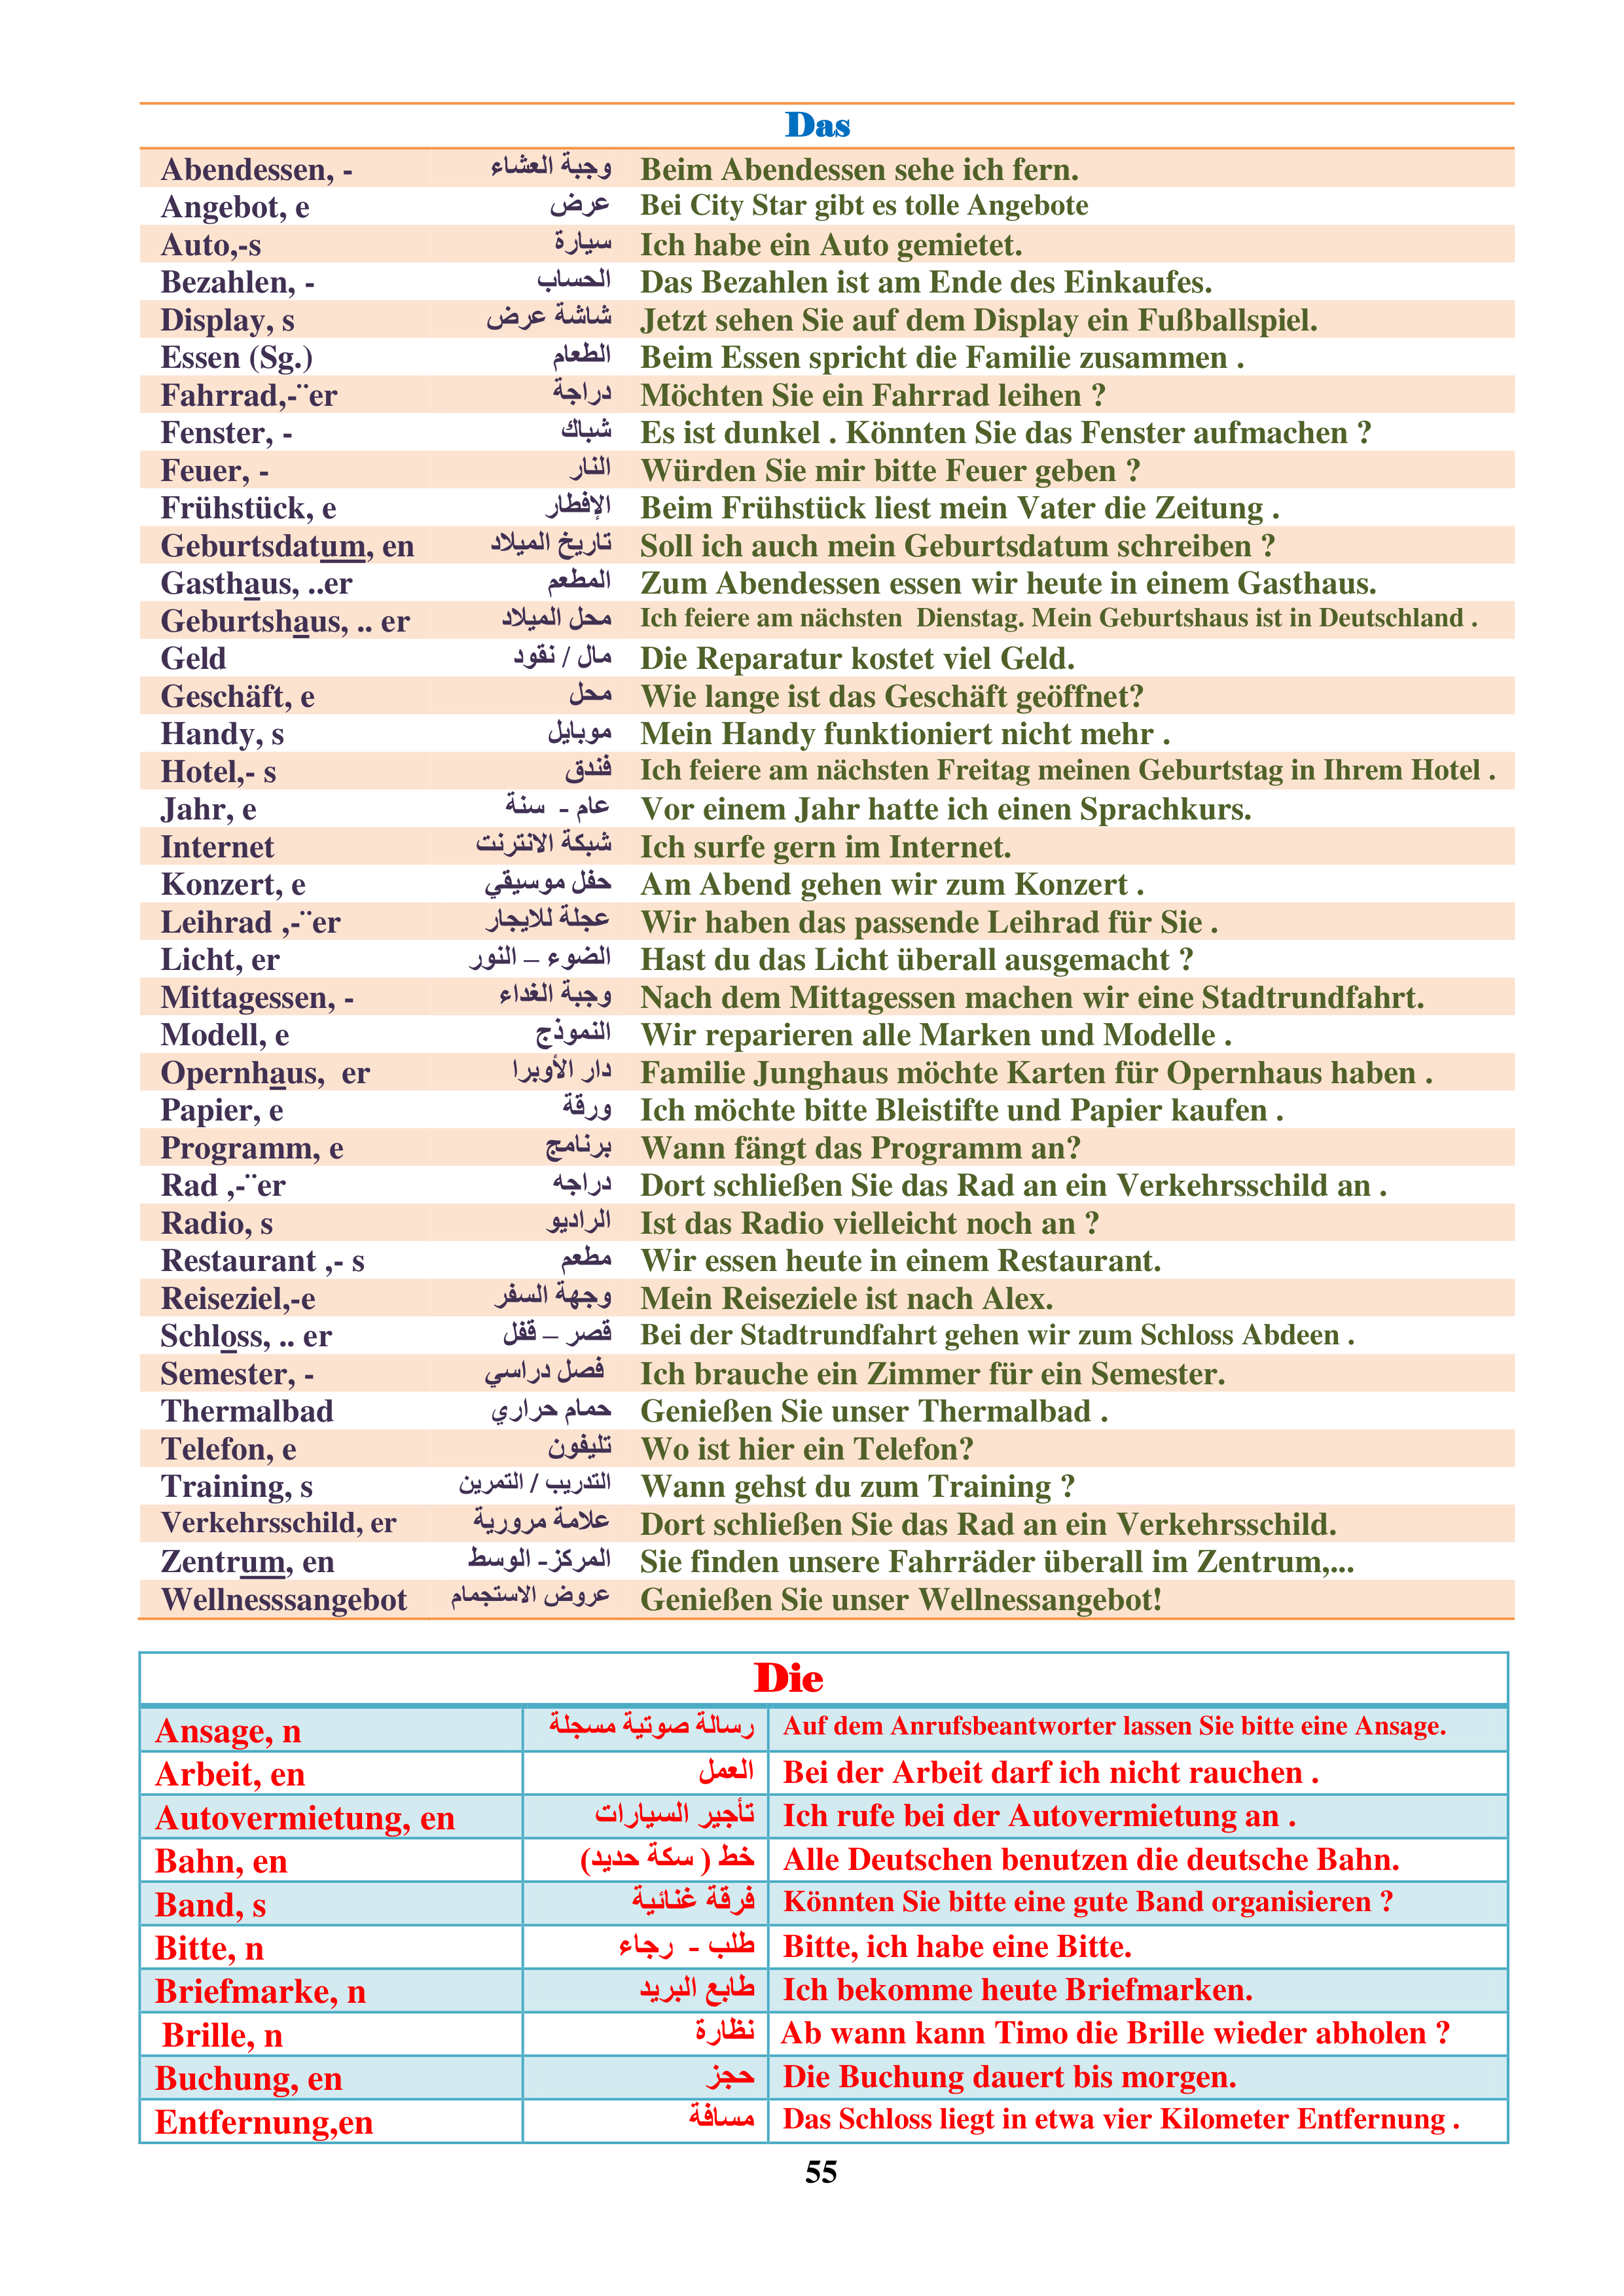 Das
Abendessen, - وجبة العشاء Beim Abendessen sehe ich fern.
Angebot, e عرض Bei City Star gibt es tolle Angebote
Auto,-s سيارة Ich habe ein Auto gemietet.
Bezahlen, - الحساب Das Bezahlen ist am Ende des Einkaufes.
Display, s شاشة عرض Jetzt sehen Sie auf dem Display ein Fußballspiel.
Essen (Sg.) الطعام Beim Essen spricht die Familie zusammen .
Fahrrad,-¨er دراجة Möchten Sie ein Fahrrad leihen ?
Fenster, - شباك Es ist dunkel . Könnten Sie das Fenster aufmachen ?
Feuer, - النار Würden Sie mir bitte Feuer geben ?
Frühstück, e الإفطار Beim Frühstück liest mein Vater die Zeitung .
Geburtsdatum, en تاريخ الميلاد Soll ich auch mein Geburtsdatum schreiben ?
Gasthaus, ..er المطعم Zum Abendessen essen wir heute in einem Gasthaus.
Geburtshaus, .. er محل الميلاد Ich feiere am nächsten Dienstag. Mein Geburtshaus ist in Deutschland .
Geld مال / نقود Die Reparatur kostet viel Geld.
Geschäft, e محل Wie lange ist das Geschäft geöffnet?
Handy, s موبايل Mein Handy funktioniert nicht mehr .
Hotel,- s فندق Ich feiere am nächsten Freitag meinen Geburtstag in Ihrem Hotel .
Jahr, e عام - سنة Vor einem Jahr hatte ich einen Sprachkurs.
Internet شبكة الانترنت Ich surfe gern im Internet.
Konzert, e حفل موسيقي Am Abend gehen wir zum Konzert .
Leihrad ,-¨er عجلة للايجار Wir haben das passende Leihrad für Sie .
Licht, er الضوء – النور Hast du das Licht überall ausgemacht ?
Mittagessen, - وجبة الغداء Nach dem Mittagessen machen wir eine Stadtrundfahrt.
Modell, e النموذج Wir reparieren alle Marken und Modelle .
Opernhaus, er دار الأوبرا Familie Junghaus möchte Karten für Opernhaus haben .
Papier, e ورقة Ich möchte bitte Bleistifte und Papier kaufen .
Programm, e برنامج Wann fängt das Programm an?
Rad ,-¨er دراجه Dort schließen Sie das Rad an ein Verkehrsschild an .
Radio, s الراديو Ist das Radio vielleicht noch an ?
Restaurant ,- s مطعم Wir essen heute in einem Restaurant.
Reiseziel,-e وجهة السفر Mein Reiseziele ist nach Alex.
Schloss, .. er قصر – قفل Bei der Stadtrundfahrt gehen wir zum Schloss Abdeen .
Semester, - فصل دراسي Ich brauche ein Zimmer für ein Semester.
Thermalbad حمام حراري Genießen Sie unser Thermalbad .
Telefon, e تليفون Wo ist hier ein Telefon?
Training, s التدريب / التمرين Wann gehst du zum Training ?
Verkehrsschild, er علامة مرورية Dort schließen Sie das Rad an ein Verkehrsschild.
Zentrum, en المركز- الوسط Sie finden unsere Fahrräder überall im Zentrum,...
Wellnesssangebot عروض الاستجمام Genießen Sie unser Wellnessangebot!
Die
Ansage, n رسالة صوتية مسجلة Auf dem Anrufsbeantworter lassen Sie bitte eine Ansage.
Arbeit, en العمل Bei der Arbeit darf ich nicht rauchen .
Autovermietung, en تأجير السيارات Ich rufe bei der Autovermietung an .
Bahn, en خط ( سكة حديد) Alle Deutschen benutzen die deutsche Bahn.
Band, s فرقة غنائية Könnten Sie bitte eine gute Band organisieren ?
Bitte, n طلب - رجاء Bitte, ich habe eine Bitte.
Briefmarke, n طابع البريد Ich bekomme heute Briefmarken.
Brille, n نظارة Ab wann kann Timo die Brille wieder abholen ?
Buchung, en حجز Die Buchung dauert bis morgen.
Entfernung,en مسافة Das Schloss liegt in etwa vier Kilometer Entfernung .
55